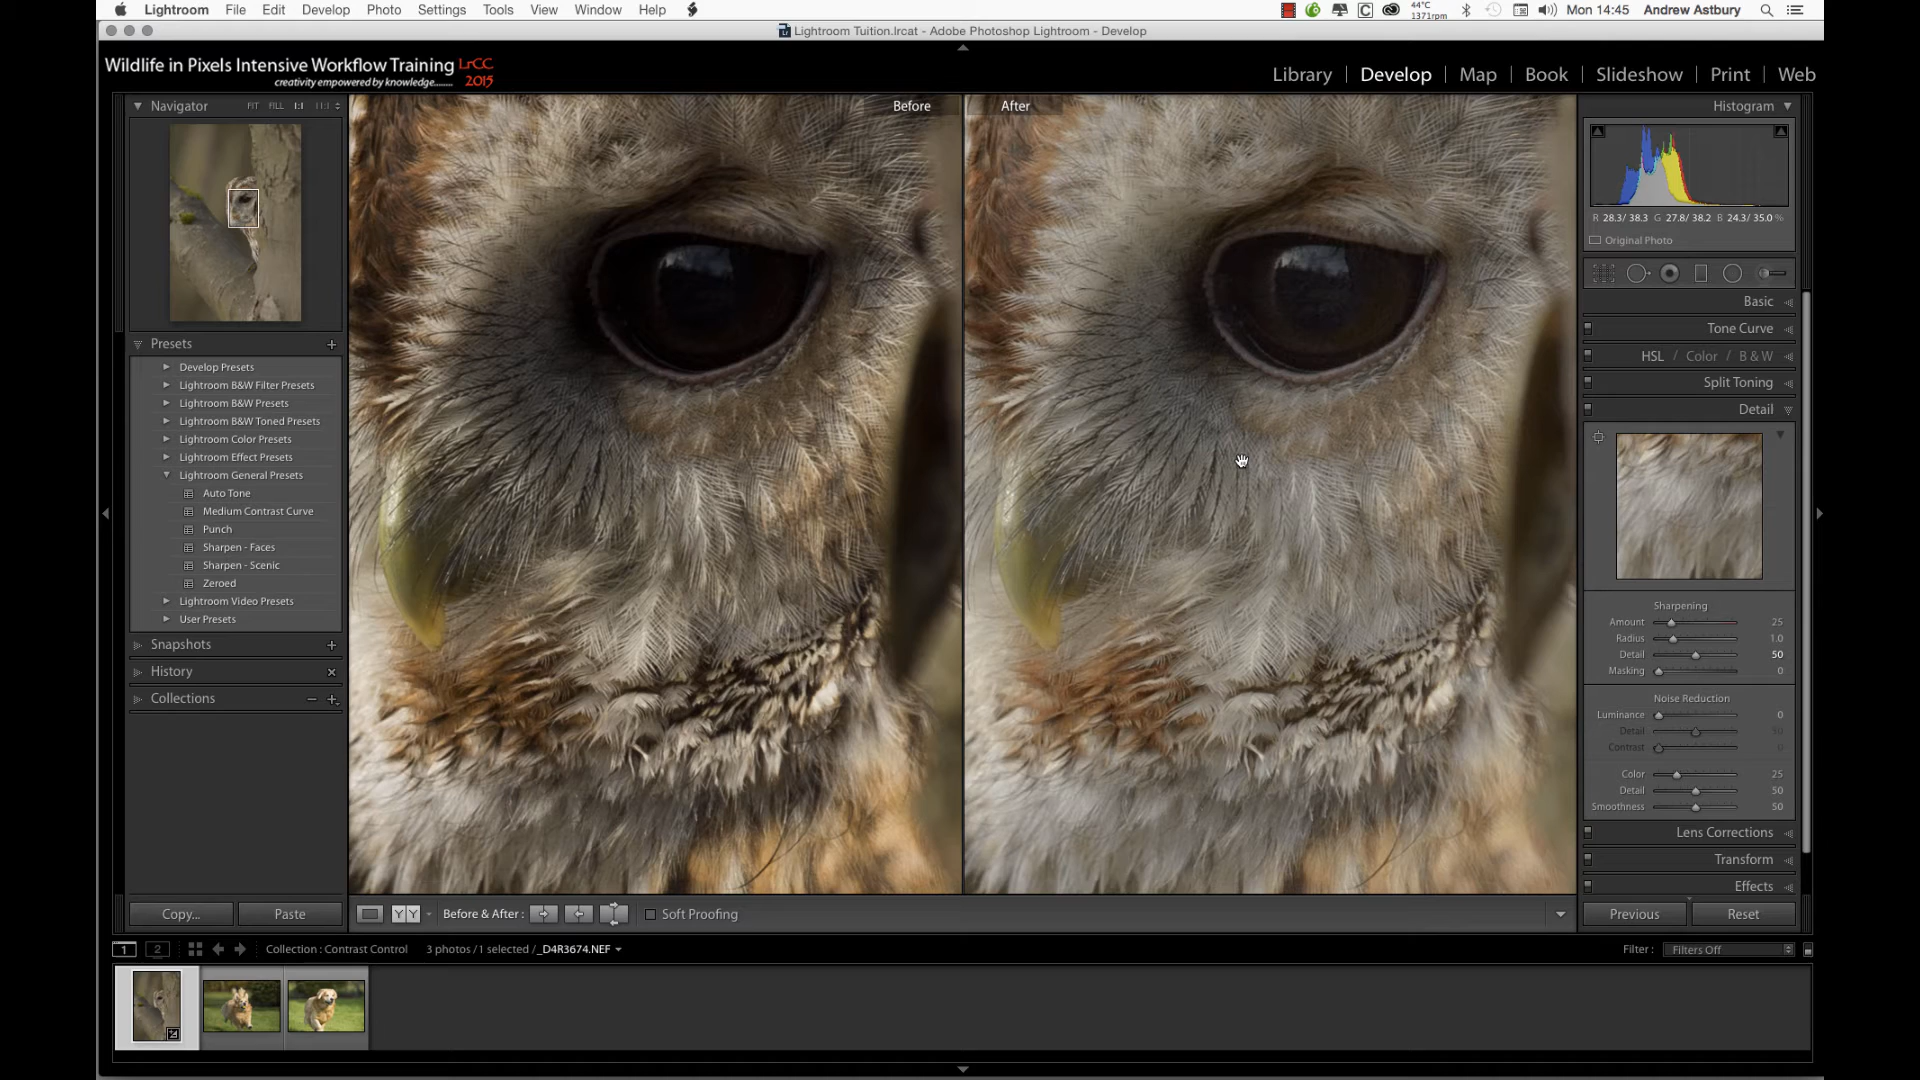 Lightroom File Edit Develop Photo Settings Tools View Window Help
44°C
1371rpm
Mon 14:45 Andrew Astbury
Lightroom Tuition.lrcat - Adobe Photoshop Lightroom - Develop
Wildlife in Pixels Intensive Workflow Training LrCC
creativity empowered by knowledge........ 2015
Library | Develop | Map | Book | Slideshow | Print | Web
Navigator FIT FILL 1:1
Before
After
Histogram
R 28.3/ 38.3 G 27.8/ 38.2 B 24.3/ 35.0 %
Original Photo
Basic
Tone Curve
HSL / Color / B & W
Split Toning
Detail
Presets
Develop Presets
Lightroom B&W Filter Presets
Lightroom B&W Presets
Lightroom B&W Toned Presets
Lightroom Color Presets
Lightroom Effect Presets
Lightroom General Presets
Auto Tone
Medium Contrast Curve
Punch
Sharpen - Faces
Sharpen - Scenic
Zeroed
Lightroom Video Presets
User Presets
Snapshots
History
Collections
Sharpening
Amount 25
Radius 1.0
Detail 50
Masking 0
Noise Reduction
Luminance 0
Detail 50
Contrast 0
Color 25
Detail 50
Smoothness 50
Lens Corrections
Transform
Effects
Copy... Paste
Before & After :
Soft Proofing
Previous Reset
1 2
Collection : Contrast Control 3 photos / 1 selected / _D4R3674.NEF
Filter : Filters Off